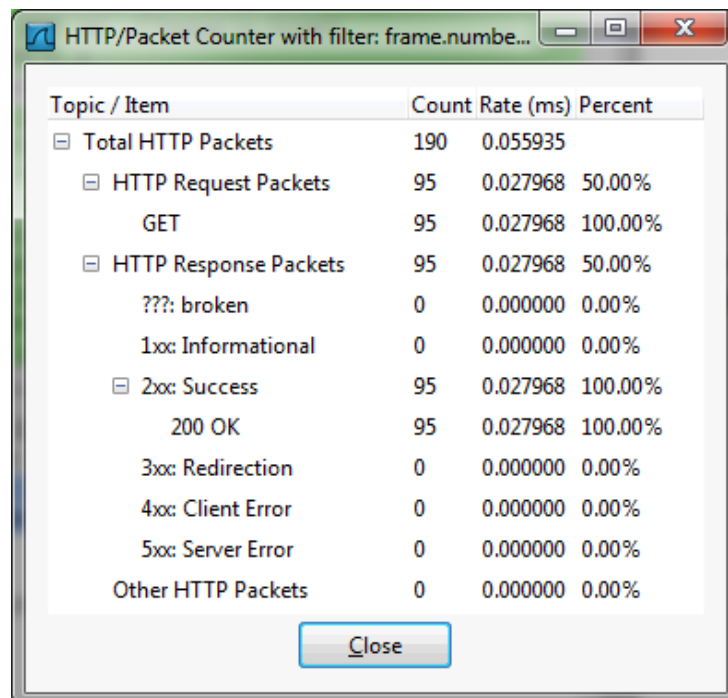 HTTP/Packet Counter with filter: frame.numbe...
Topic / Item Count Rate (ms) Percent
Total HTTP Packets 190 0.055935
HTTP Request Packets 95 0.027968 50.00%
GET 95 0.027968 100.00%
HTTP Response Packets 95 0.027968 50.00%
???: broken 0 0.000000 0.00%
1xx: Informational 0 0.000000 0.00%
2xx: Success 95 0.027968 100.00%
200 OK 95 0.027968 100.00%
3xx: Redirection 0 0.000000 0.00%
4xx: Client Error 0 0.000000 0.00%
5xx: Server Error 0 0.000000 0.00%
Other HTTP Packets 0 0.000000 0.00%
Close